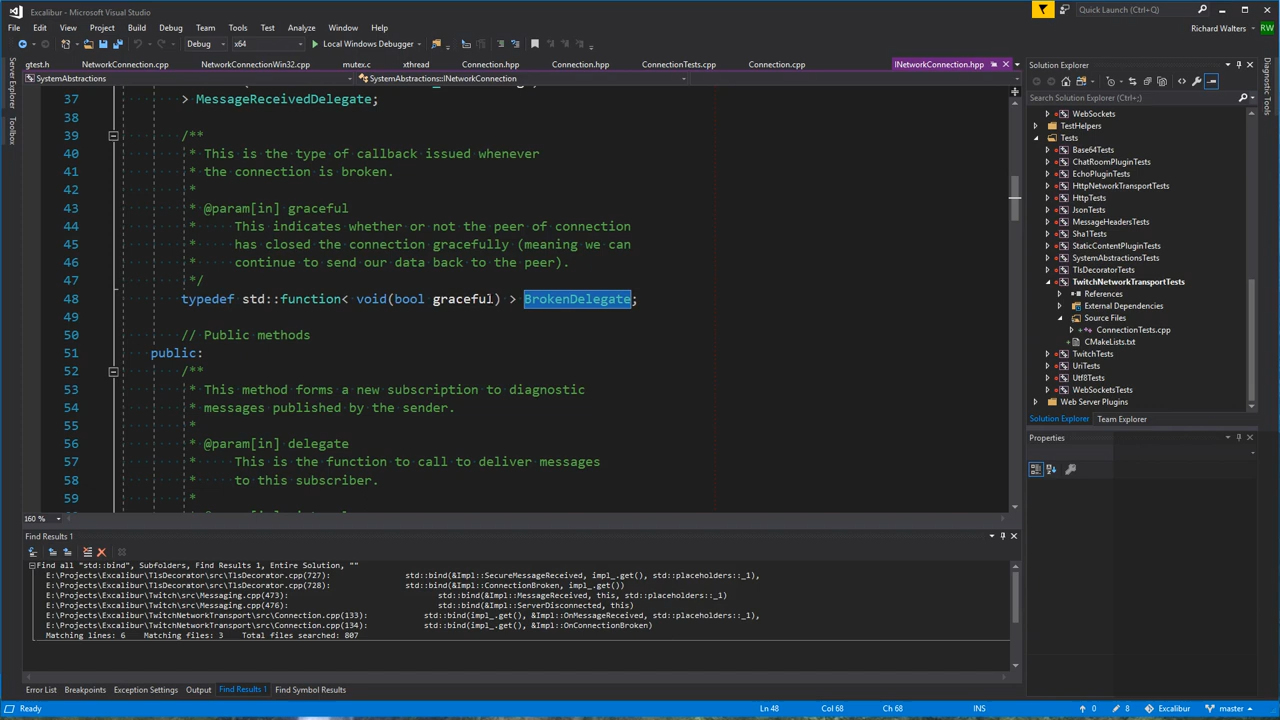 Excalibur - Microsoft Visual Studio
Quick Launch (Ctrl+Q)
File Edit View Project Build Debug Team Tools Test Analyze Window Help
Richard Walters RW
Debug x64 Local Windows Debugger
gtest.h NetworkConnection.cpp NetworkConnectionWin32.cpp mutex.c xthread Connection.hpp Connection.hpp ConnectionTests.cpp Connection.cpp INetworkConnection.hpp
SystemAbstractions SystemAbstractions::INetworkConnection
Server Explorer
Toolbox
37 > MessageReceivedDelegate;
38
39 /**
40 * This is the type of callback issued whenever
41 * the connection is broken.
42 *
43 * @param[in] graceful
44 * This indicates whether or not the peer of connection
45 * has closed the connection gracefully (meaning we can
46 * continue to send our data back to the peer).
47 */
48 typedef std::function< void(bool graceful) > BrokenDelegate;
49
50 // Public methods
51 public:
52 /**
53 * This method forms a new subscription to diagnostic
54 * messages published by the sender.
55 *
56 * @param[in] delegate
57 * This is the function to call to deliver messages
58 * to this subscriber.
59 *
160 %
Solution Explorer
Search Solution Explorer (Ctrl+;)
WebSockets
TestHelpers
Tests
Base64Tests
ChatRoomPluginTests
EchoPluginTests
HttpNetworkTransportTests
HttpTests
JsonTests
MessageHeadersTests
Sha1Tests
StaticContentPluginTests
SystemAbstractionsTests
TlsDecoratorTests
TwitchNetworkTransportTests
References
External Dependencies
Source Files
ConnectionTests.cpp
CMakeLists.txt
TwitchTests
UriTests
Utf8Tests
WebSocketsTests
Web Server Plugins
Solution Explorer Team Explorer
Properties
Diagnostic Tools
Find Results 1
Find all "std::bind", Subfolders, Find Results 1, Entire Solution, ""
E:\Projects\Excalibur\TlsDecorator\src\TlsDecorator.cpp(727): std::bind(&Impl::SecureMessageReceived, impl_.get(), std::placeholders::_1),
E:\Projects\Excalibur\TlsDecorator\src\TlsDecorator.cpp(728): std::bind(&Impl::ConnectionBroken, impl_.get())
E:\Projects\Excalibur\Twitch\src\Messaging.cpp(473): std::bind(&Impl::MessageReceived, this, std::placeholders::_1)
E:\Projects\Excalibur\Twitch\src\Messaging.cpp(476): std::bind(&Impl::ServerDisconnected, this)
E:\Projects\Excalibur\TwitchNetworkTransport\src\Connection.cpp(133): std::bind(impl_.get(), &Impl::OnMessageReceived, std::placeholders::_1),
E:\Projects\Excalibur\TwitchNetworkTransport\src\Connection.cpp(134): std::bind(impl_.get(), &Impl::OnConnectionBroken)
Matching lines: 6 Matching files: 3 Total files searched: 807
Error List Breakpoints Exception Settings Output Find Results 1 Find Symbol Results
Ready Ln 48 Col 68 Ch 68 INS 0 8 Excalibur master